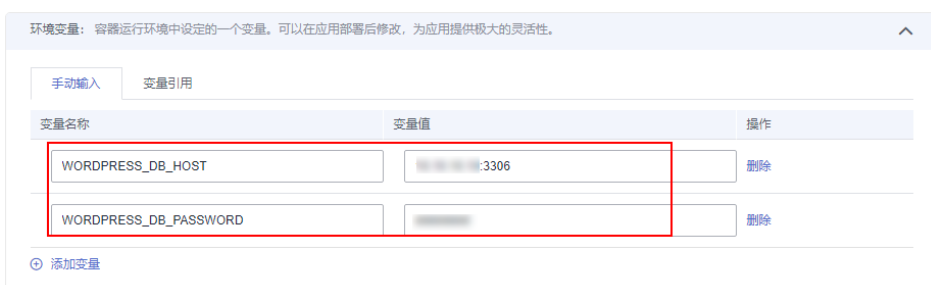 环境变量： 容器运行环境中设定的一个变量。可以在应用部署后修改，为应用提供极大的灵活性。
手动输入 变量引用
变量名称 变量值 操作
WORDPRESS_DB_HOST :3306 删除
WORDPRESS_DB_PASSWORD 删除
添加变量